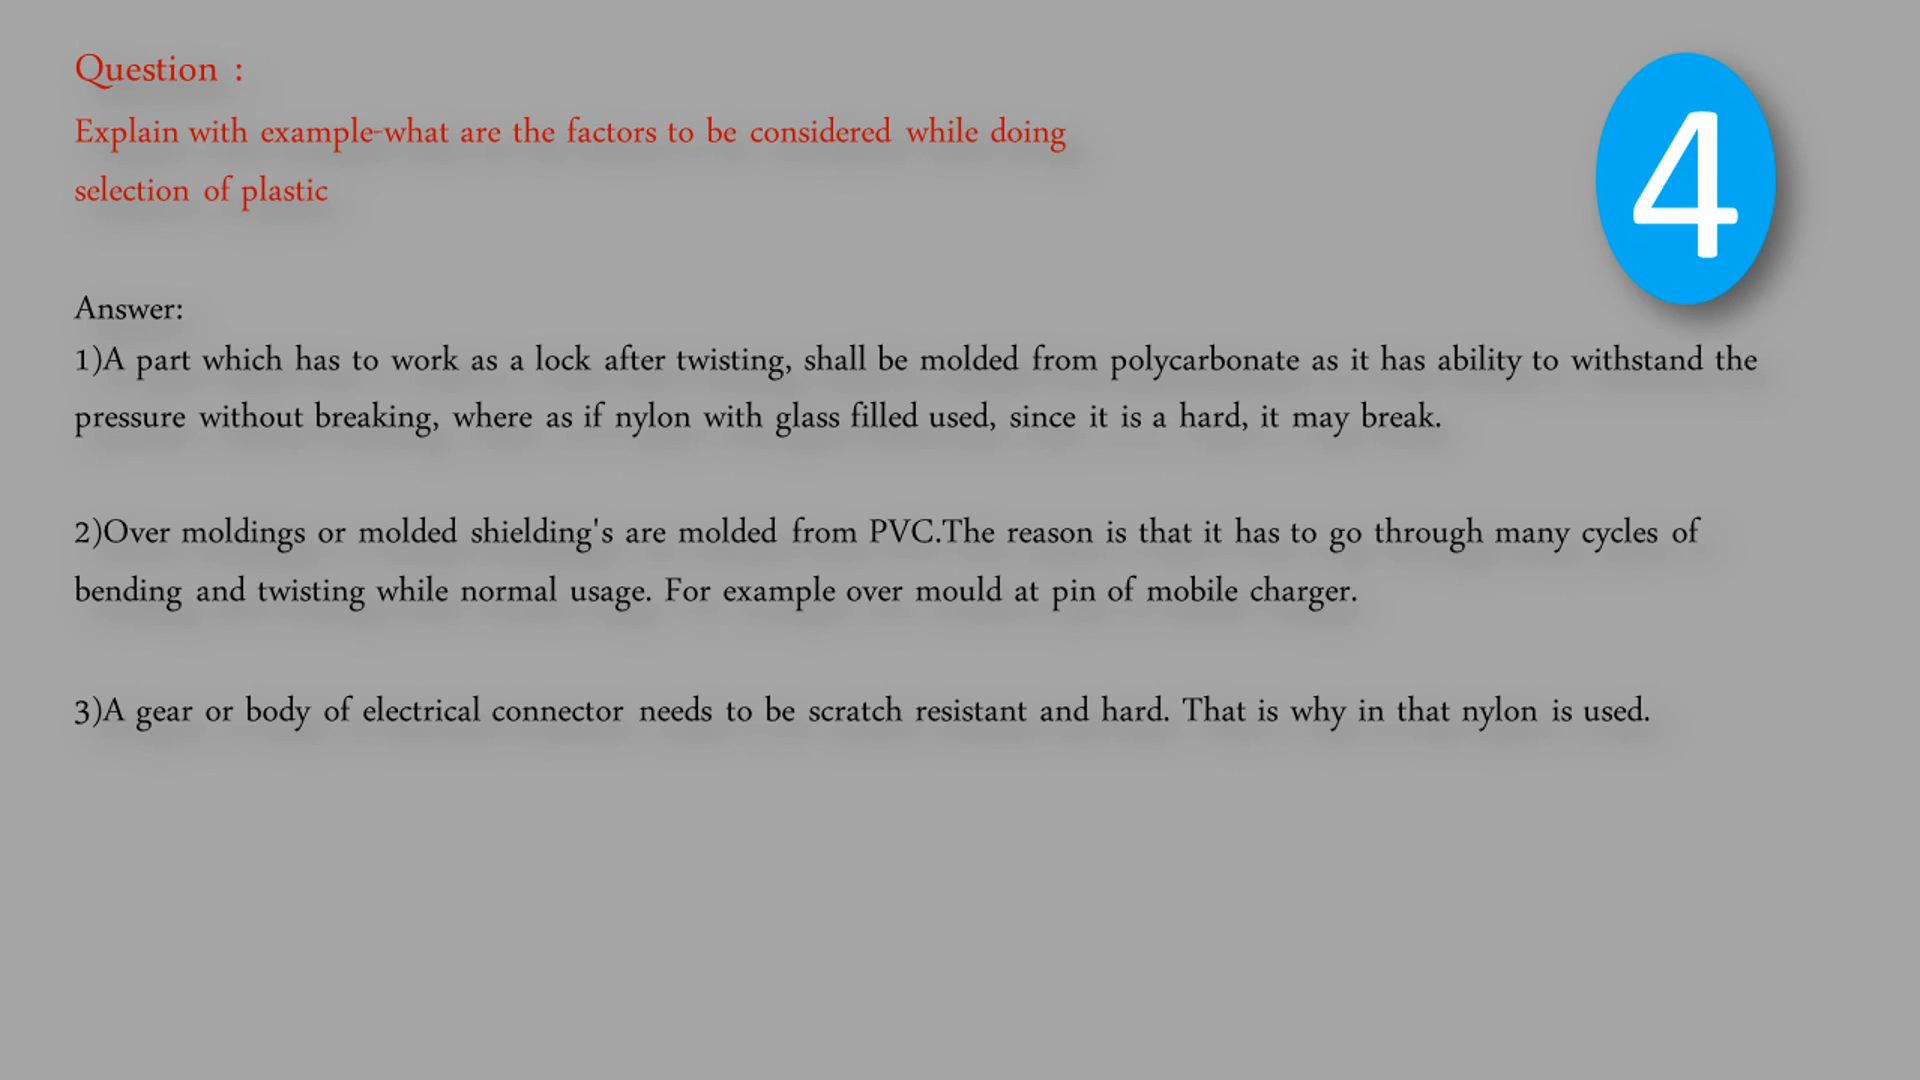 Question :
4
Explain with example-what are the factors to be considered while doing
selection of plastic
Answer:
1)A part which has to work as a lock after twisting, shall be molded from polycarbonate as it has ability to withstand the
pressure without breaking, where as if nylon with glass filled used, since it is a hard, it may break.
2)Over moldings or molded shielding's are molded from PVC.The reason is that it has to go through many cycles of
bending and twisting while normal usage. For example over mould at pin of mobile charger.
3)A gear or body of electrical connector needs to be scratch resistant and hard. That is why in that nylon is used.